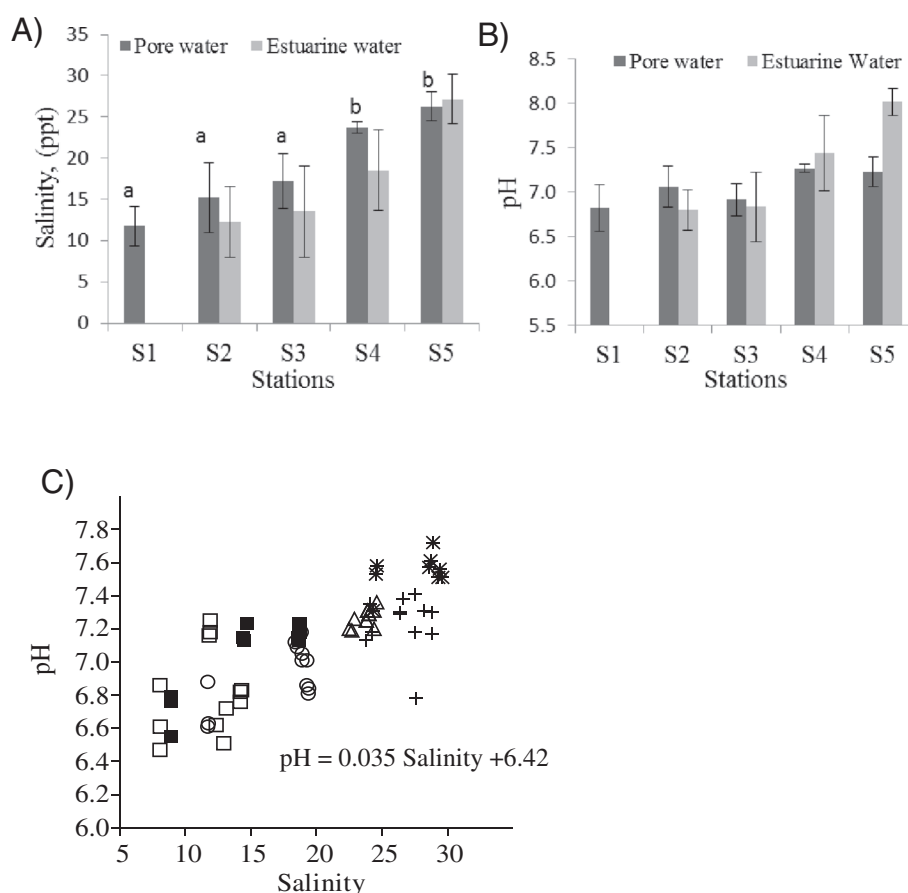 A)
Pore water Estuarine water
35
30
25
20
15
10
5
0
Salinity, (ppt)
a a a b b
S1 S2 S3 S4 S5
Stations
B)
Pore water Estuarine Water
8.5
8.0
7.5
7.0
6.5
6.0
5.5
pH
S1 S2 S3 S4 S5
Stations
C)
7.8
7.6
7.4
7.2
7.0
6.8
6.6
6.4
6.2
6.0
pH
pH = 0.035 Salinity +6.42
5 10 15 20 25 30
Salinity